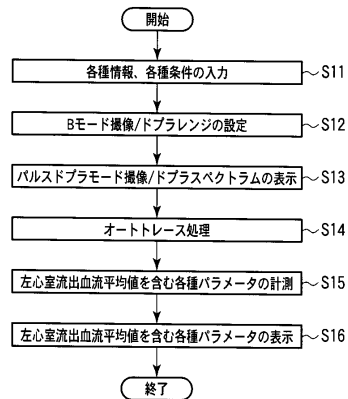 開始
各種情報、各種条件の入力 S11
Bモード撮像/ドプラレンジの設定 S12
パルスドプラモード撮像/ドプラスペクトラムの表示 S13
オートトレース処理 S14
左心室流出血流平均値を含む各種パラメータの計測 S15
左心室流出血流平均値を含む各種パラメータの表示 S16
終了